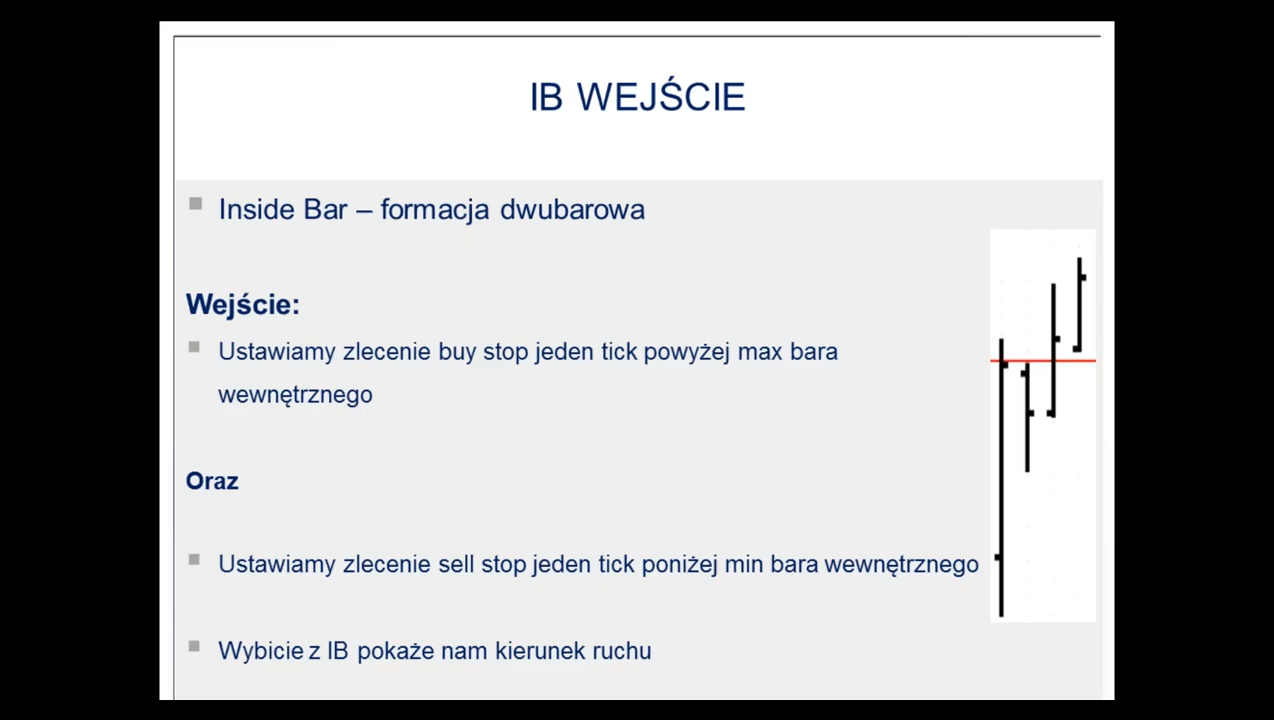 IB WEJŚCIE
Inside Bar – formacja dwubarowa
Wejście:
Ustawiamy zlecenie buy stop jeden tick powyżej max bara
wewnętrznego
Oraz
Ustawiamy zlecenie sell stop jeden tick poniżej min bara wewnętrznego
Wybicie z IB pokaże nam kierunek ruchu